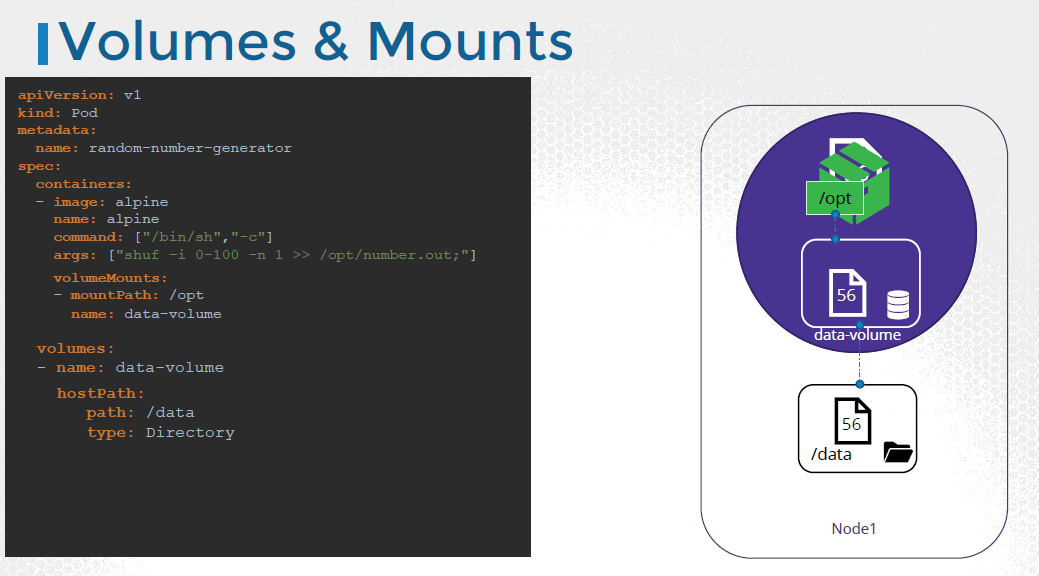 Volumes & Mounts
apiVersion: v1
kind: Pod
metadata:
  name: random-number-generator
spec:
  containers:
  - image: alpine
    name: alpine
    command: ["/bin/sh","-c"]
    args: ["shuf -i 0-100 -n 1 >> /opt/number.out;"]
    volumeMounts:
    - mountPath: /opt
      name: data-volume
  volumes:
  - name: data-volume
    hostPath:
       path: /data
       type: Directory
/opt
56
data-volume
56
/data
Node1